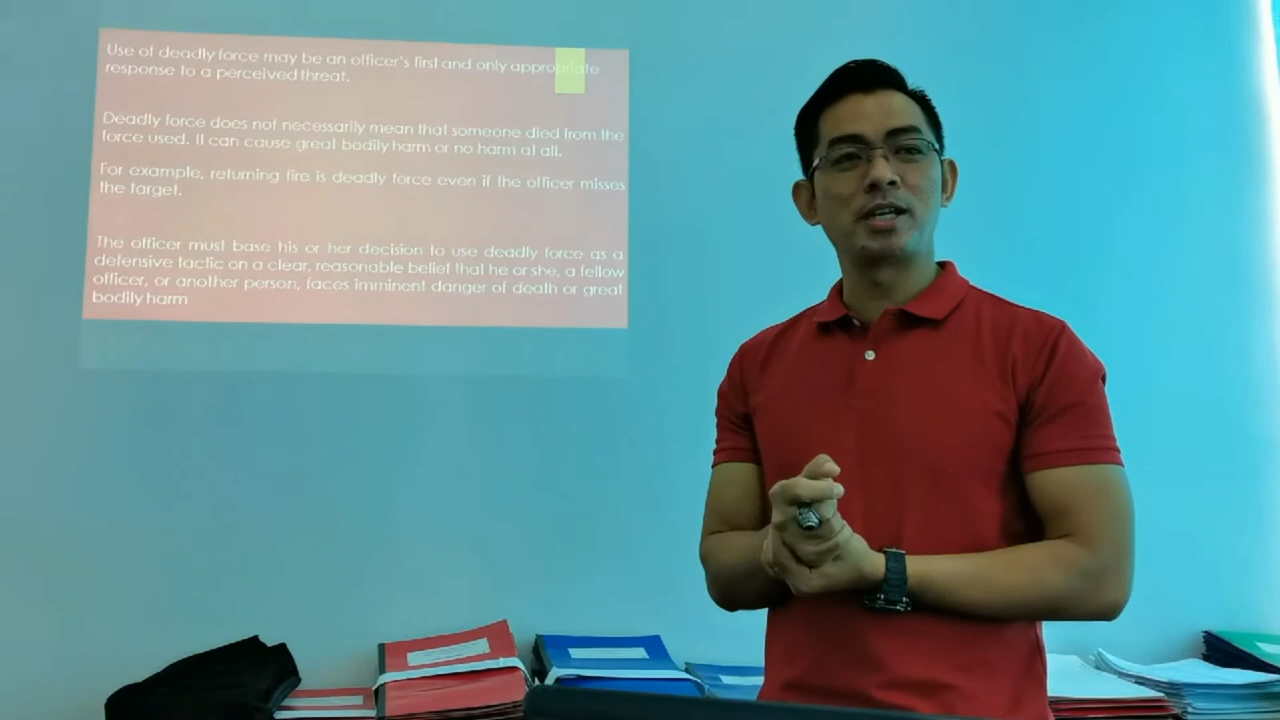 Use of deadly force may be an officer's first and only appropriate
response to a perceived threat.
Deadly force does not necessarily mean that someone died from the
force used. It can cause great bodily harm or no harm at all.
For example, returning fire is deadly force even if the officer misses
the target.
The officer must base his or her decision to use deadly force as a
defensive tactic on a clear, reasonable belief that he or she, a fellow
officer, or another person, faces imminent danger of death or great
bodily harm